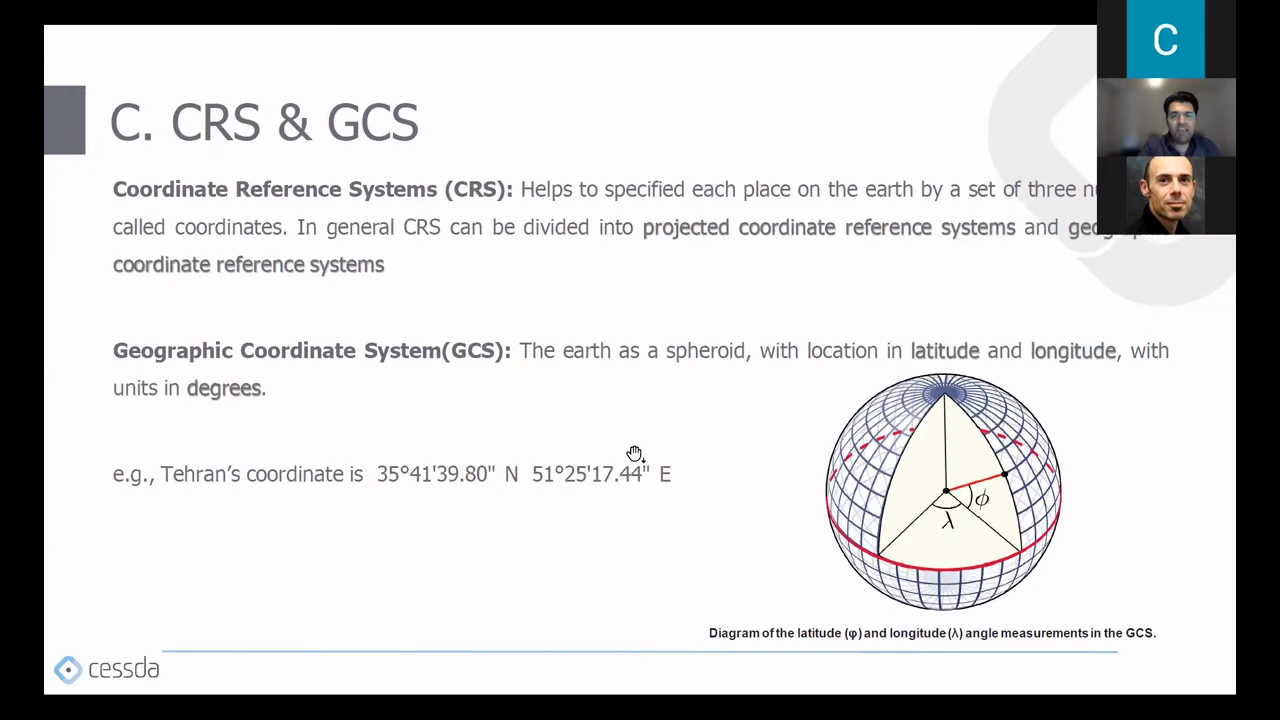 C
C. CRS & GCS
Coordinate Reference Systems (CRS): Helps to specified each place on the earth by a set of three
called coordinates. In general CRS can be divided into projected coordinate reference systems and
coordinate reference systems
Geographic Coordinate System(GCS): The earth as a spheroid, with location in latitude and longitude, with
units in degrees.
e.g., Tehran’s coordinate is 35°41'39.80" N 51°25'17.44" E
ϕ
λ
Diagram of the latitude (φ) and longitude (λ) angle measurements in the GCS.
cessda